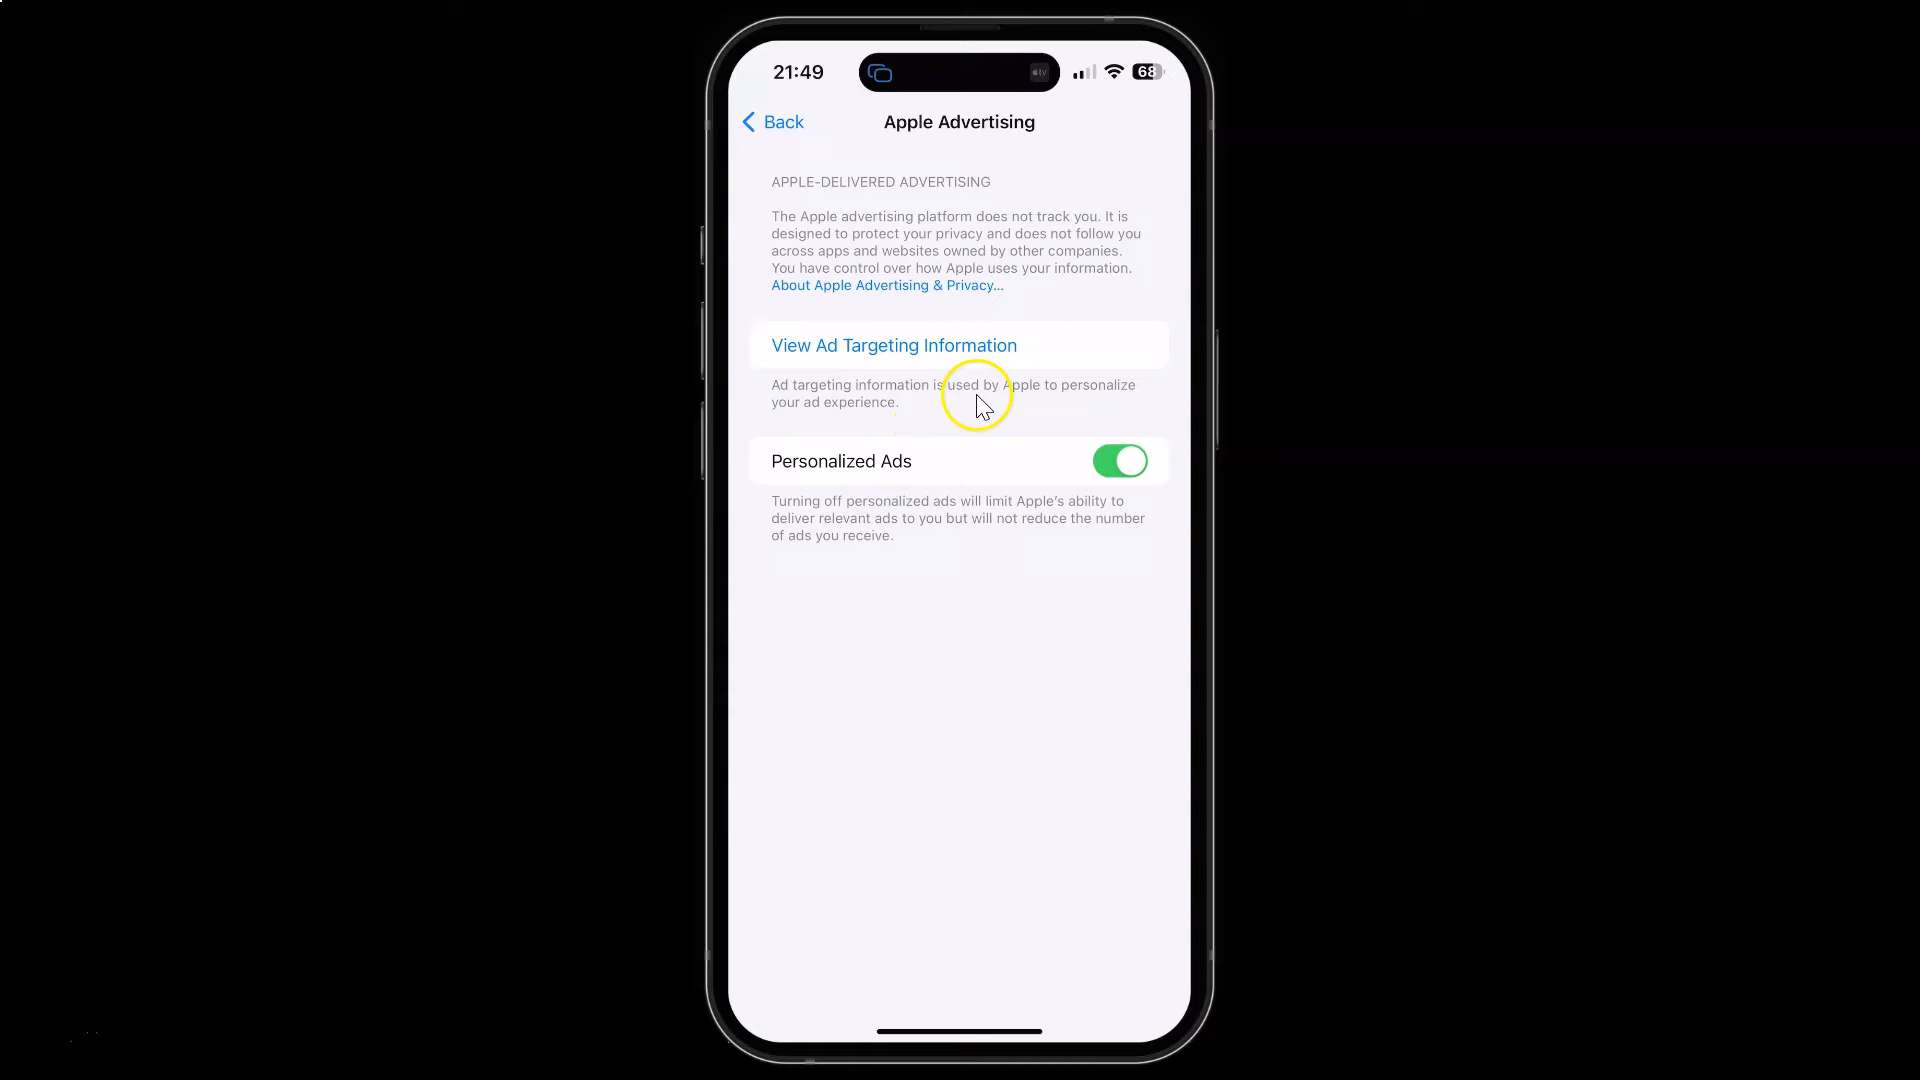 21:49
tv
68
Back
Apple Advertising
APPLE-DELIVERED ADVERTISING
The Apple advertising platform does not track you. It is
designed to protect your privacy and does not follow you
across apps and websites owned by other companies.
You have control over how Apple uses your information.
About Apple Advertising & Privacy...
View Ad Targeting Information
Ad targeting information is used by Apple to personalize
your ad experience.
Personalized Ads
Turning off personalized ads will limit Apple's ability to
deliver relevant ads to you but will not reduce the number
of ads you receive.